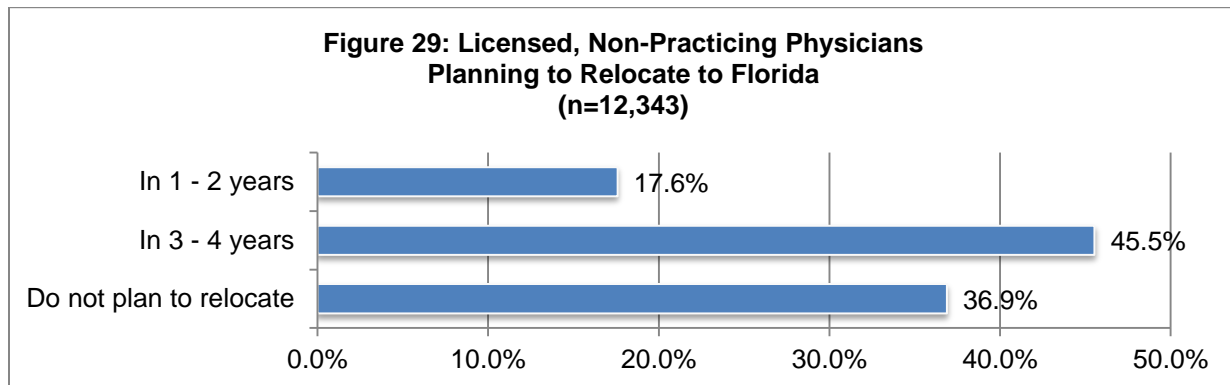 Figure 29: Licensed, Non-Practicing Physicians
Planning to Relocate to Florida
(n=12,343)
In 1 - 2 years
17.6%
In 3 - 4 years
45.5%
Do not plan to relocate
36.9%
0.0% 10.0% 20.0% 30.0% 40.0% 50.0%